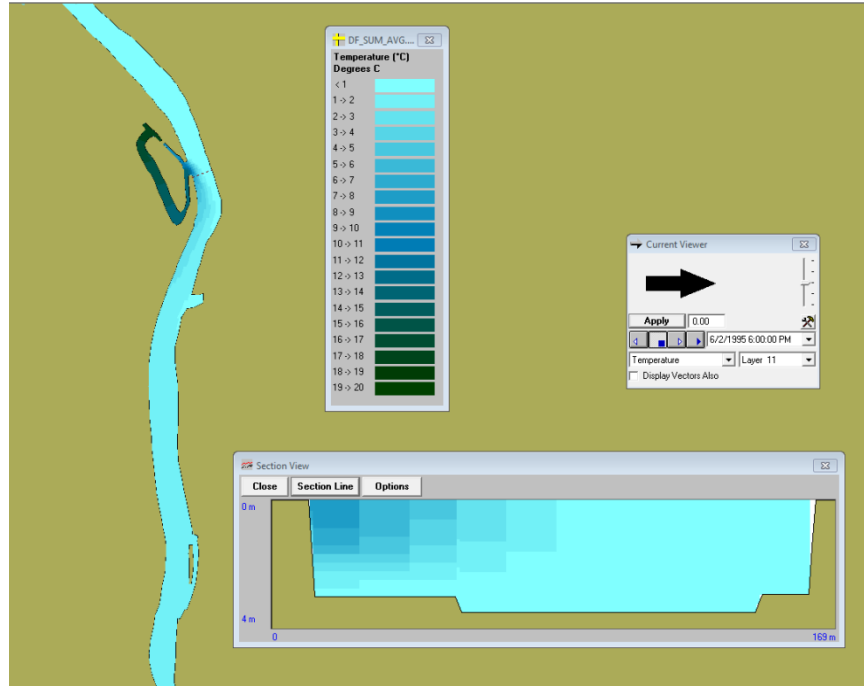 DF_SUM_AVG....
Temperature (°C)
Degrees C
< 1
1 -> 2
2 -> 3
3 -> 4
4 -> 5
5 -> 6
6 -> 7
7 -> 8
8 -> 9
9 -> 10
10 -> 11
11 -> 12
12 -> 13
13 -> 14
14 -> 15
15 -> 16
16 -> 17
17 -> 18
18 -> 19
19 -> 20
Current Viewer
Apply 0.00
6/2/1995 6:00:00 PM
Temperature Layer 11
Display Vectors Also
Section View
Close Section Line Options
0 m
4 m
0 169 m